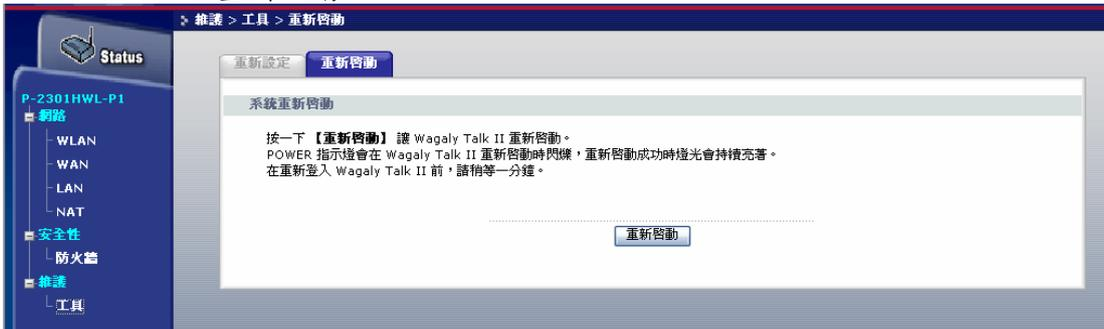 維護 > 工具 > 重新啓動
Status
重新設定
重新啓動
P-2301HWL-P1
網路
WLAN
WAN
LAN
NAT
安全性
防火牆
維護
工具
系統重新啓動
按一下【重新啓動】讓 Wagaly Talk II 重新啓動。
POWER 指示燈會在 Wagaly Talk II 重新啓動時閃爍,重新啓動成功時燈光會持續亮著。
在重新登入 Wagaly Talk II 前,請稍等一分鐘。
重新啓動